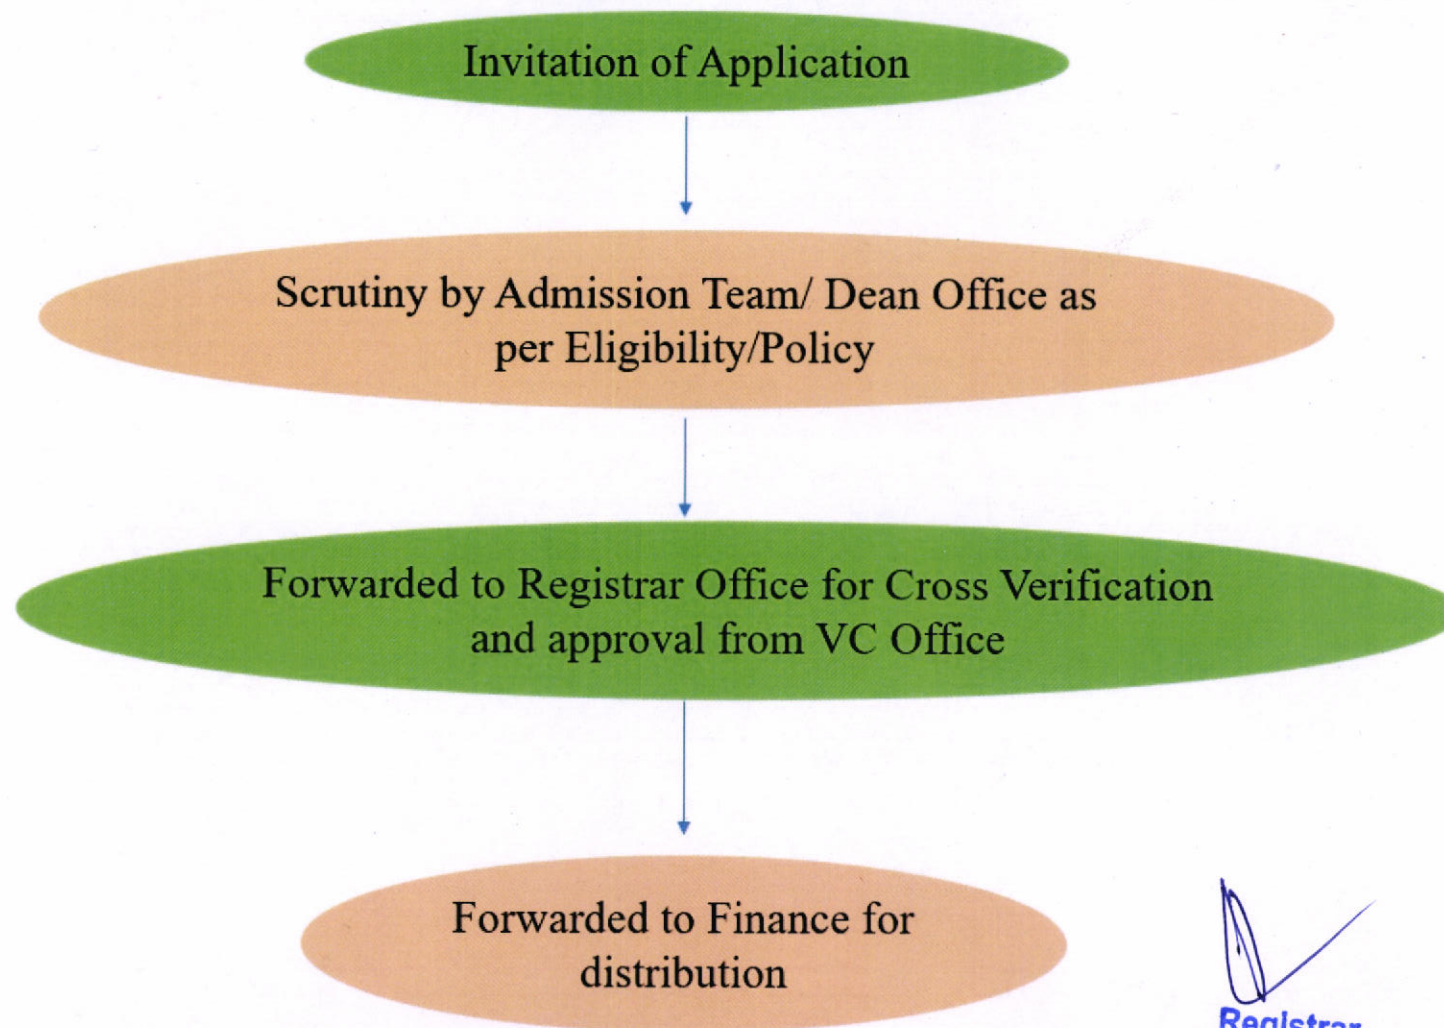 Invitation of Application
Scrutiny by Admission Team/ Dean Office as
per Eligibility/Policy
Forwarded to Registrar Office for Cross Verification
and approval from VC Office
Forwarded to Finance for
distribution
Registrar